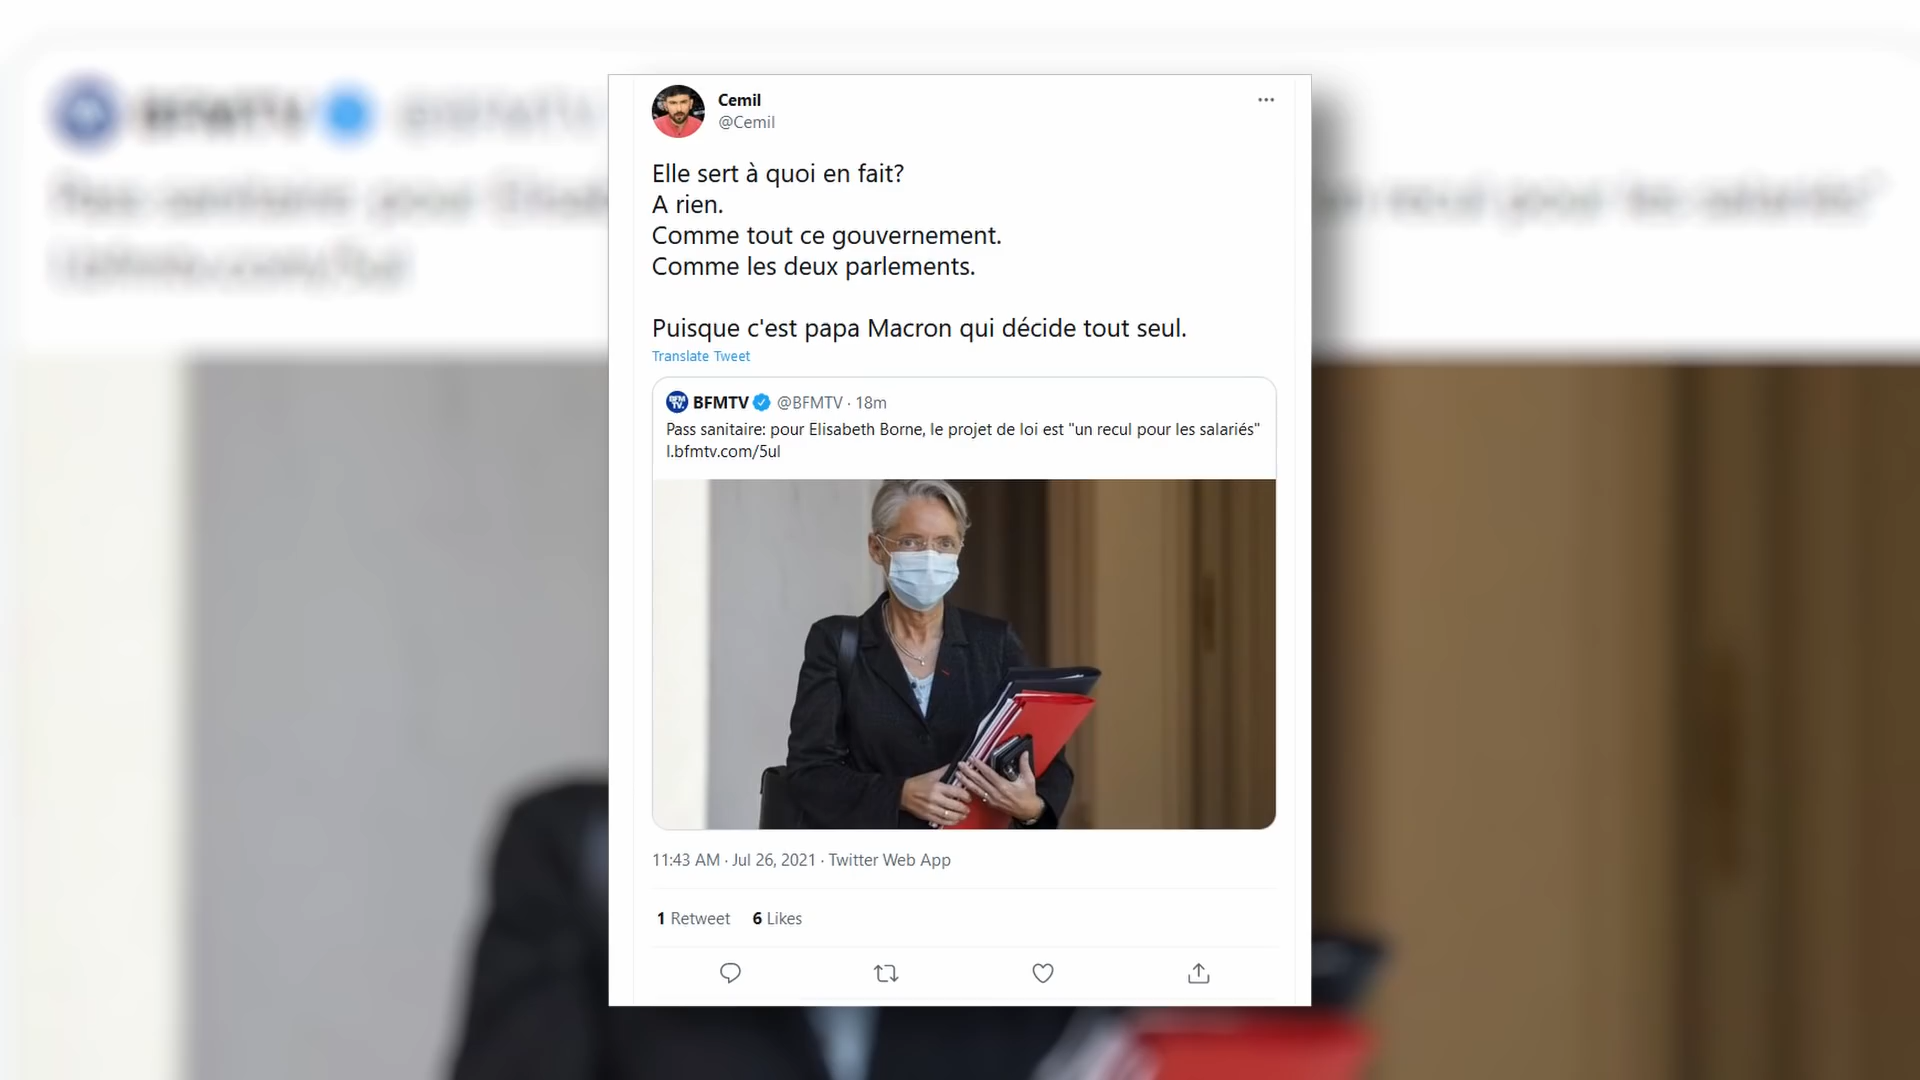 Cemil
@Cemil
Elle sert à quoi en fait?
A rien.
Comme tout ce gouvernement.
Comme les deux parlements.
Puisque c'est papa Macron qui décide tout seul.
Translate Tweet
BFM
TV.
BFMTV @BFMTV · 18m
Pass sanitaire: pour Elisabeth Borne, le projet de loi est "un recul pour les salariés"
l.bfmtv.com/5ul
11:43 AM · Jul 26, 2021 · Twitter Web App
1 Retweet 6 Likes